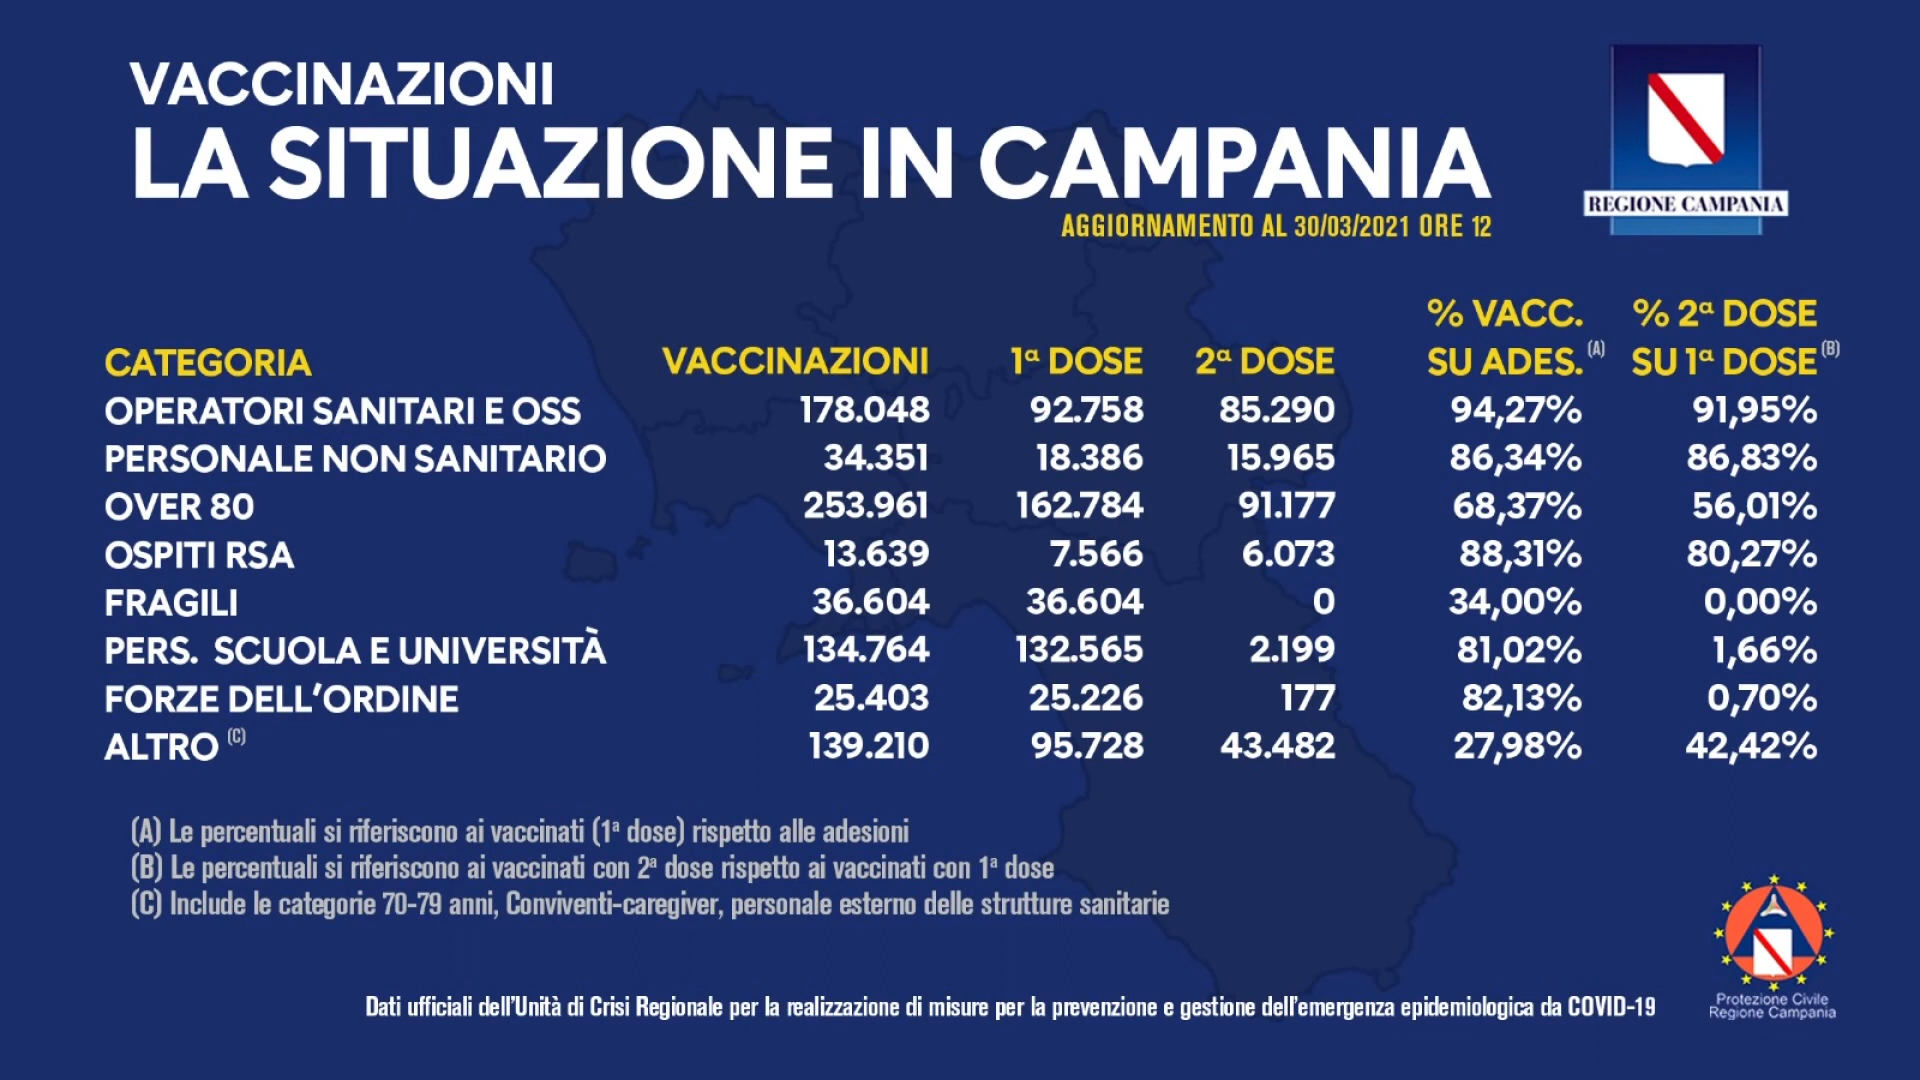 VACCINAZIONI
LA SITUAZIONE IN CAMPANIA
AGGIORNAMENTO AL 30/03/2021 ORE 12
REGIONE CAMPANIA
CATEGORIA VACCINAZIONI 1ª DOSE 2ª DOSE % VACC. SU ADES. (A) % 2ª DOSE SU 1ª DOSE (B)
OPERATORI SANITARI E OSS 178.048 92.758 85.290 94,27% 91,95%
PERSONALE NON SANITARIO 34.351 18.386 15.965 86,34% 86,83%
OVER 80 253.961 162.784 91.177 68,37% 56,01%
OSPITI RSA 13.639 7.566 6.073 88,31% 80,27%
FRAGILI 36.604 36.604 0 34,00% 0,00%
PERS. SCUOLA E UNIVERSITÀ 134.764 132.565 2.199 81,02% 1,66%
FORZE DELL'ORDINE 25.403 25.226 177 82,13% 0,70%
ALTRO (C) 139.210 95.728 43.482 27,98% 42,42%
(A) Le percentuali si riferiscono ai vaccinati (1ª dose) rispetto alle adesioni
(B) Le percentuali si riferiscono ai vaccinati con 2ª dose rispetto ai vaccinati con 1ª dose
(C) Include le categorie 70-79 anni, Conviventi-caregiver, personale esterno delle strutture sanitarie
Dati ufficiali dell'Unità di Crisi Regionale per la realizzazione di misure per la prevenzione e gestione dell'emergenza epidemiologica da COVID-19
Protezione Civile
Regione Campania